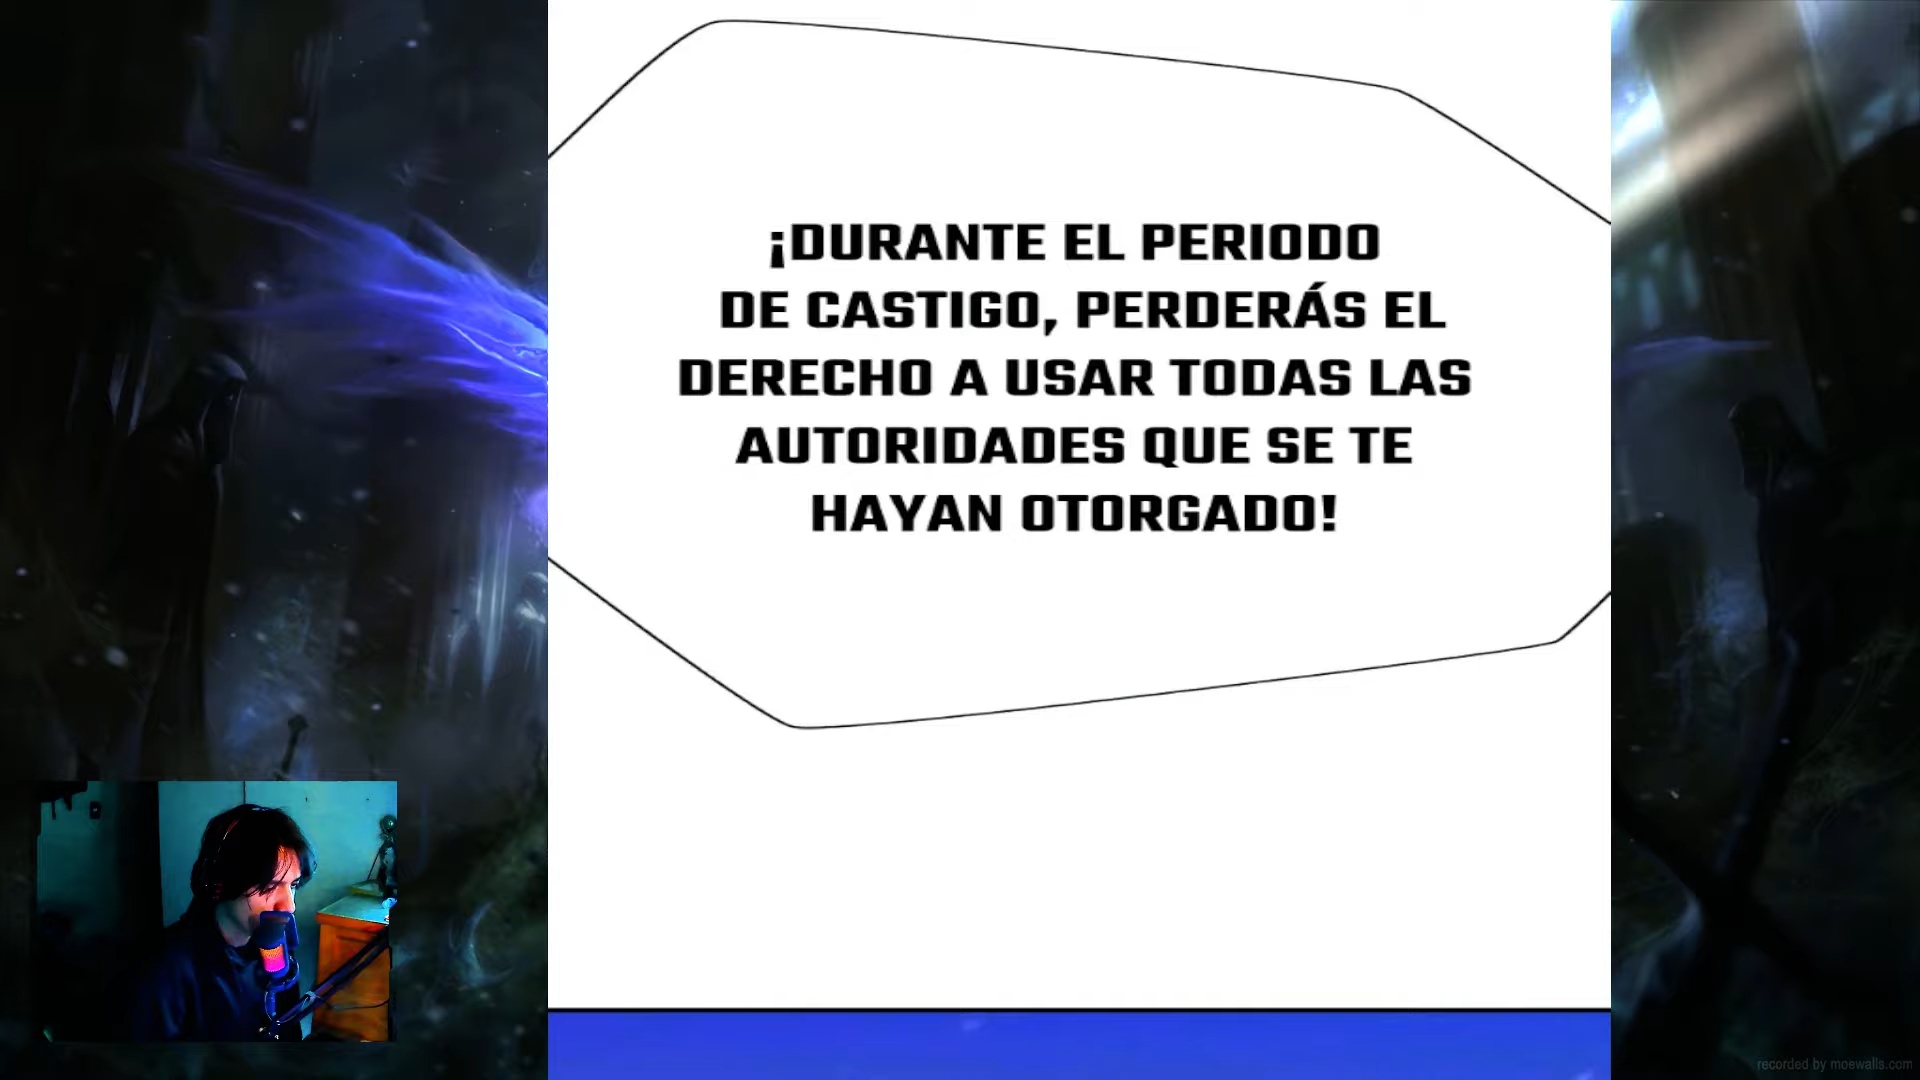 ¡DURANTE EL PERIODO
DE CASTIGO, PERDERÁS EL
DERECHO A USAR TODAS LAS
AUTORIDADES QUE SE TE
HAYAN OTORGADO!
recorded by moewalls.com